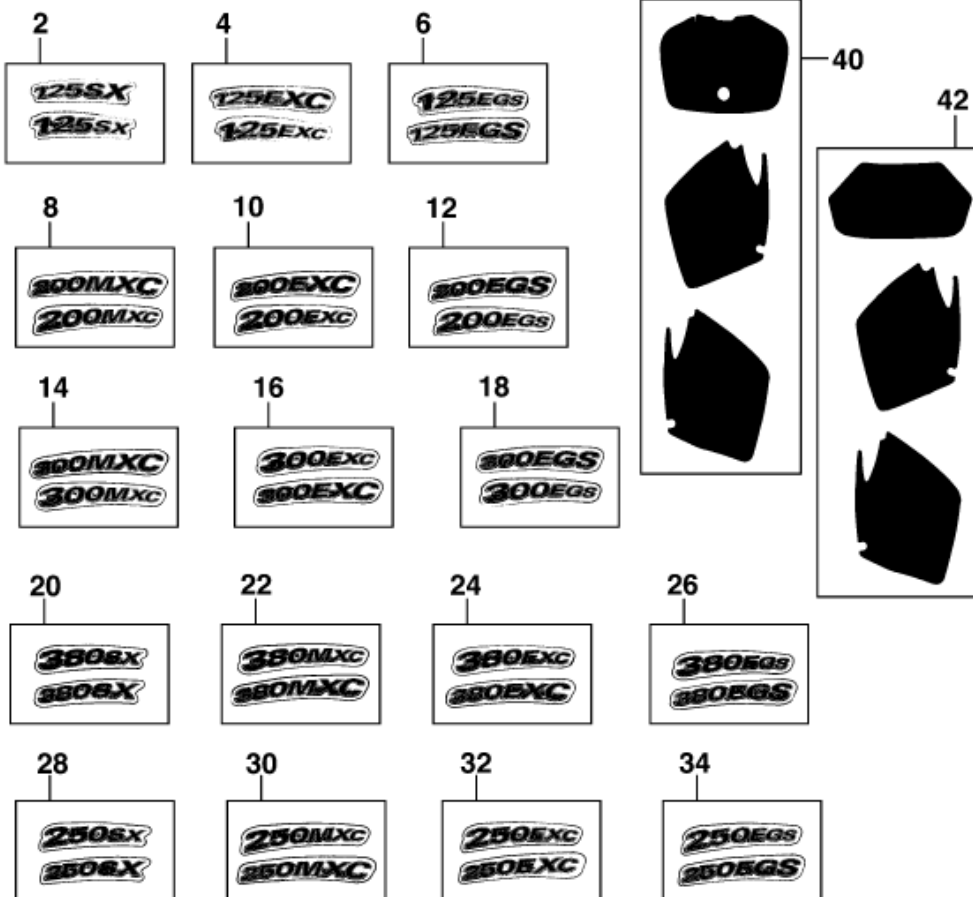 2 4 6
125SX 125EXC 125EGS
125SX 125EXC 125EGS
40
42
8 10 12
200MXC 200EXC 200EGS
200MXC 200EXC 200EGS
14 16 18
300MXC 300EXC 300EGS
300MXC 300EXC 300EGS
20 22 24 26
380SX 380MXC 380EXC 380EGS
380SX 380MXC 380EXC 380EGS
28 30 32 34
250SX 250MXC 250EXC 250EGS
250SX 250MXC 250EXC 250EGS